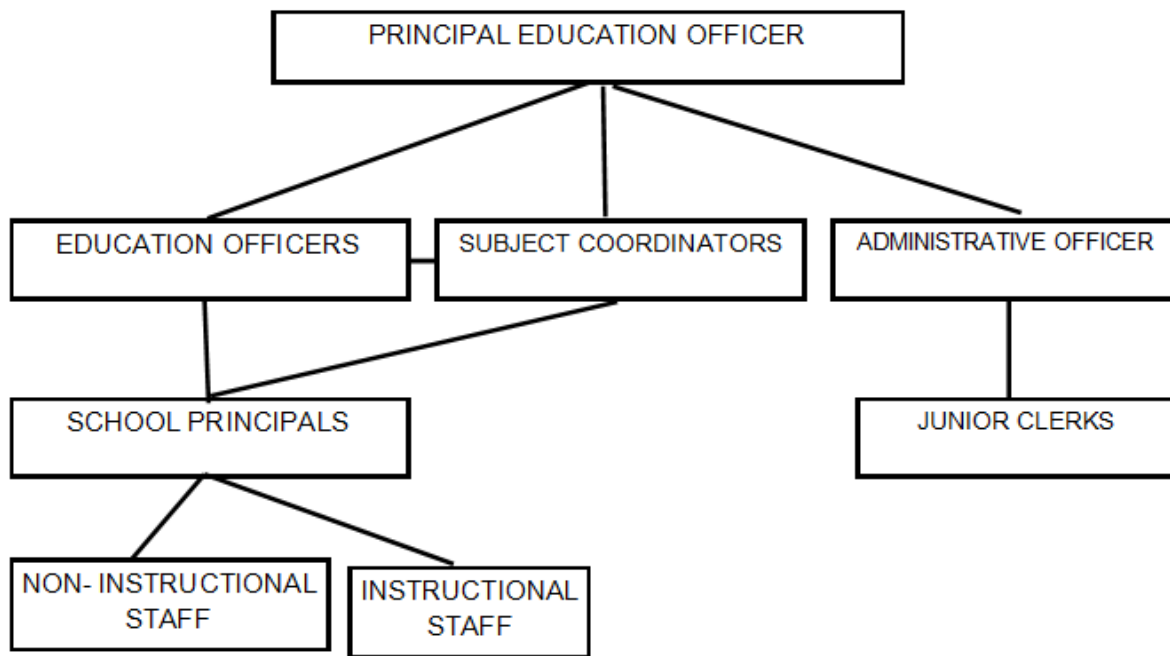 PRINCIPAL EDUCATION OFFICER
EDUCATION OFFICERS
SUBJECT COORDINATORS
ADMINISTRATIVE OFFICER
SCHOOL PRINCIPALS
JUNIOR CLERKS
NON- INSTRUCTIONAL
STAFF
INSTRUCTIONAL
STAFF